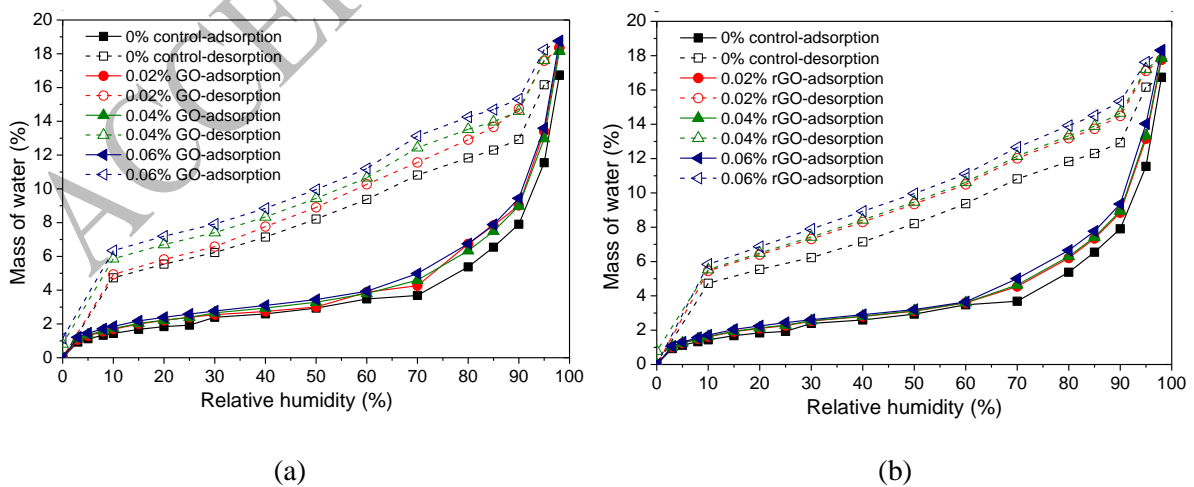 ACCE
20
18
16
14
12
10
8
6
4
2
0
Mass of water (%)
0% control-adsorption
0% control-desorption
0.02% GO-adsorption
0.02% GO-desorption
0.04% GO-adsorption
0.04% GO-desorption
0.06% GO-adsorption
0.06% GO-adsorption
0 10 20 30 40 50 60 70 80 90 100
Relative humidity (%)
(a)
20
18
16
14
12
10
8
6
4
2
0
Mass of water (%)
0% control-adsorption
0% control-desorption
0.02% rGO-adsorption
0.02% rGO-desorption
0.04% rGO-adsorption
0.04% rGO-desorption
0.06% rGO-adsorption
0.06% rGO-adsorption
0 10 20 30 40 50 60 70 80 90 100
Relative humidity (%)
(b)